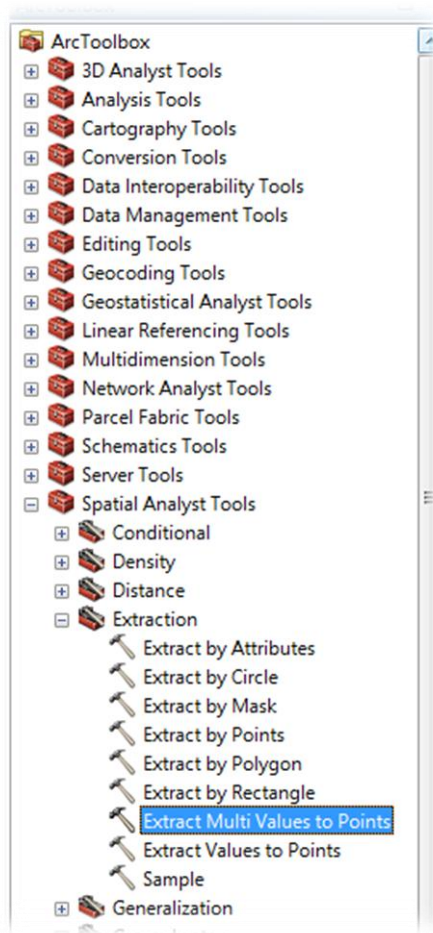 ArcToolbox
3D Analyst Tools
Analysis Tools
Cartography Tools
Conversion Tools
Data Interoperability Tools
Data Management Tools
Editing Tools
Geocoding Tools
Geostatistical Analyst Tools
Linear Referencing Tools
Multidimension Tools
Network Analyst Tools
Parcel Fabric Tools
Schematics Tools
Server Tools
Spatial Analyst Tools
Conditional
Density
Distance
Extraction
Extract by Attributes
Extract by Circle
Extract by Mask
Extract by Points
Extract by Polygon
Extract by Rectangle
Extract Multi Values to Points
Extract Values to Points
Sample
Generalization